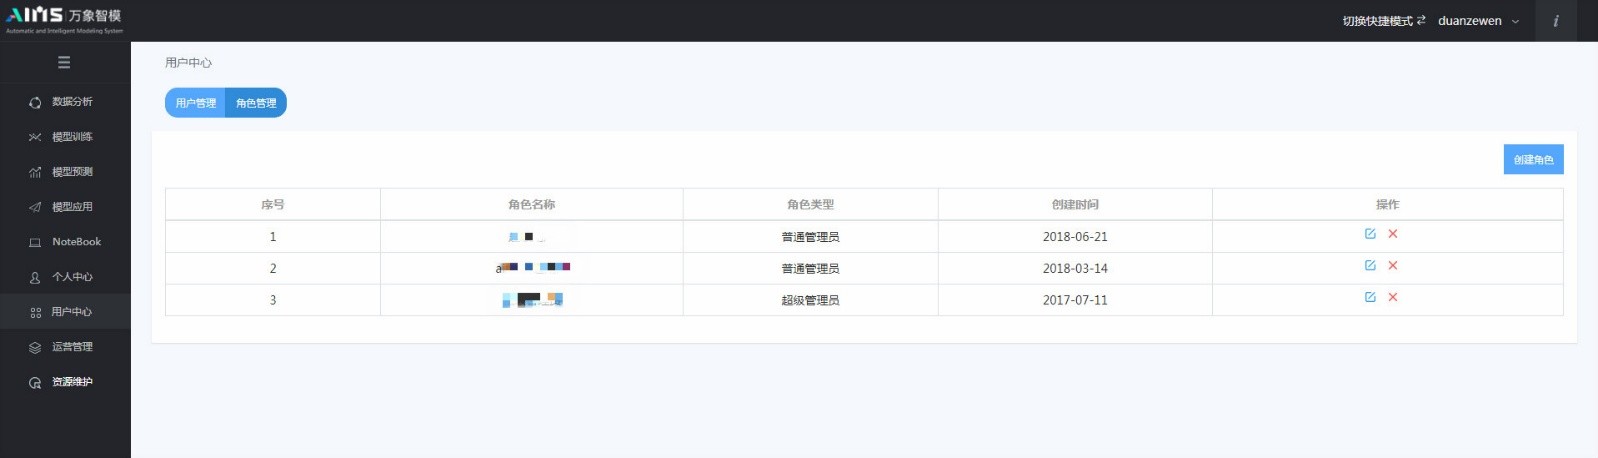 AIMS 万象智模
Automatic and Intelligent Modeling System
切换快捷模式 duanzewen i
用户中心
用户管理 角色管理
数据分析
模型训练
模型预测
模型应用
NoteBook
个人中心
用户中心
运营管理
资源维护
创建角色
序号 角色名称 角色类型 创建时间 操作
1 普通管理员 2018-06-21
2 a 普通管理员 2018-03-14
3 超级管理员 2017-07-11